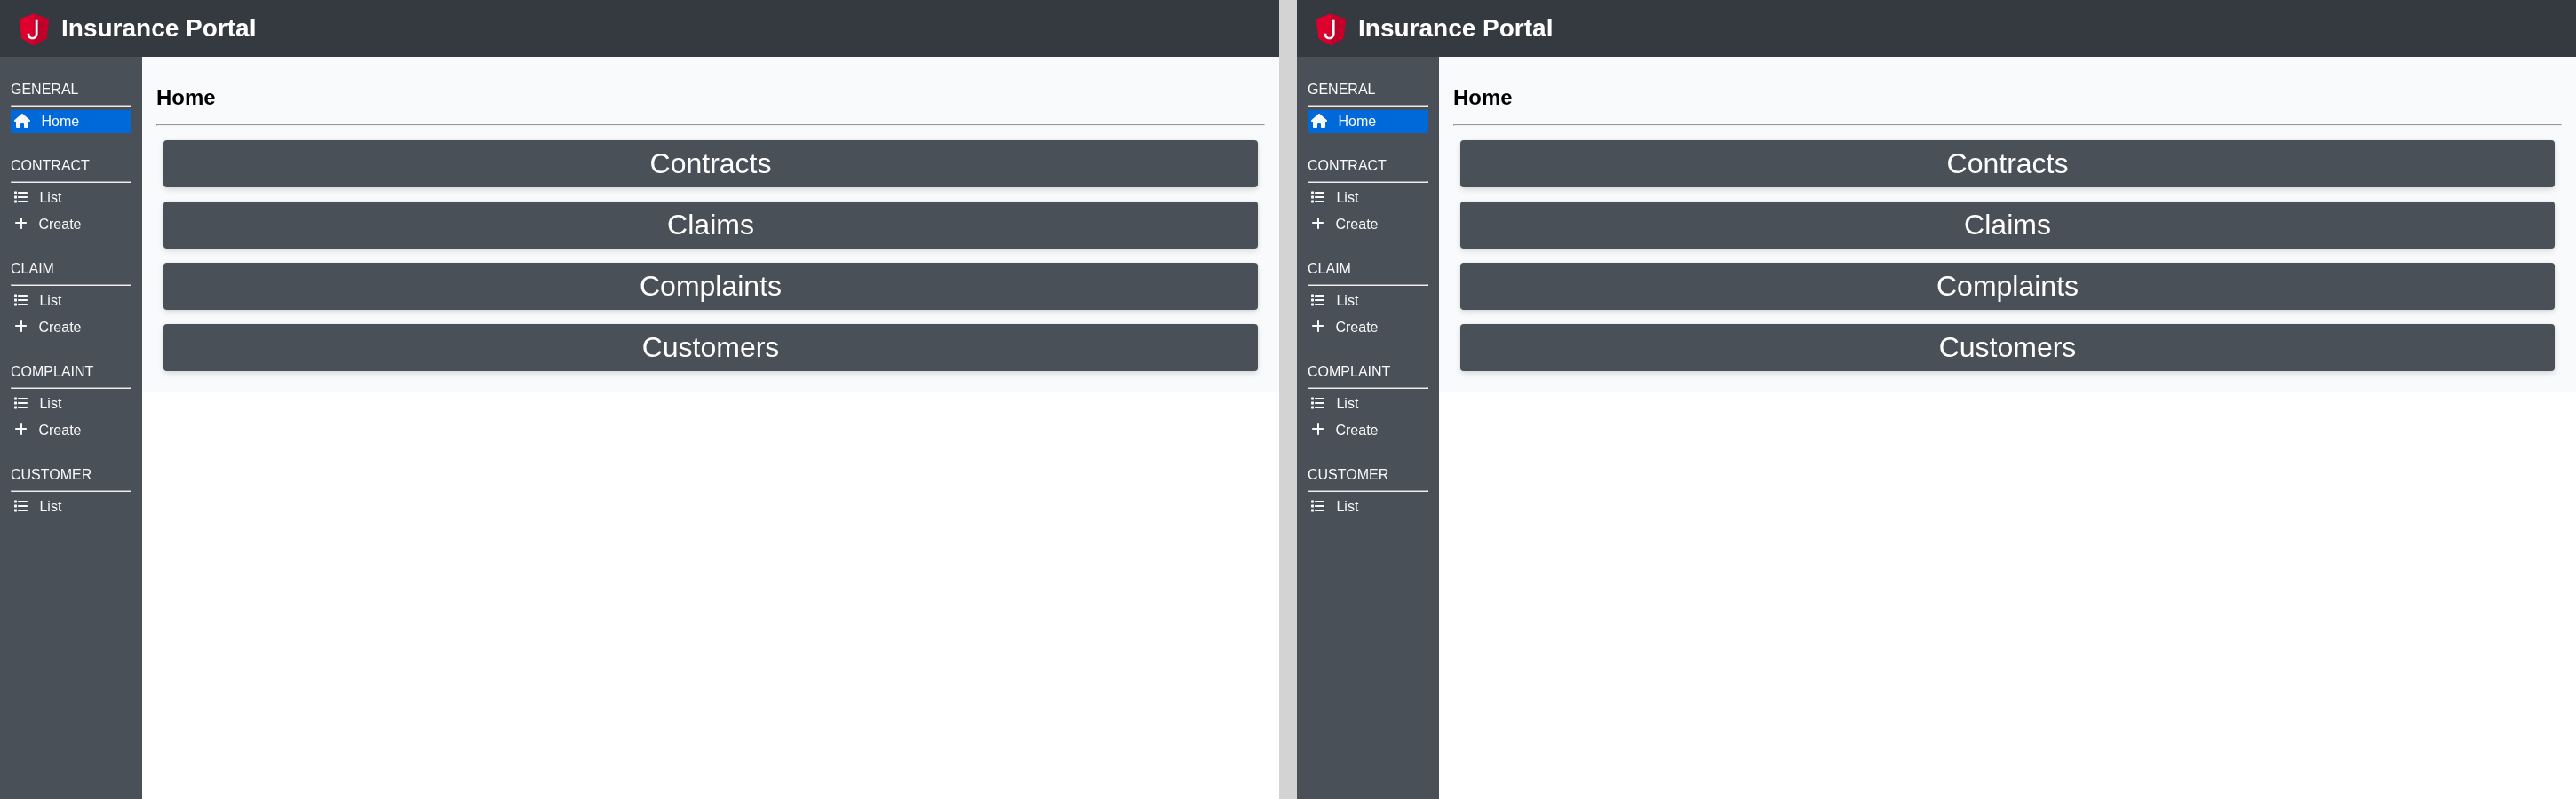 J Insurance Portal
GENERAL
Home
CONTRACT
List
Create
CLAIM
List
Create
COMPLAINT
List
Create
CUSTOMER
List
Home
Contracts
Claims
Complaints
Customers
J Insurance Portal
GENERAL
Home
CONTRACT
List
Create
CLAIM
List
Create
COMPLAINT
List
Create
CUSTOMER
List
Home
Contracts
Claims
Complaints
Customers